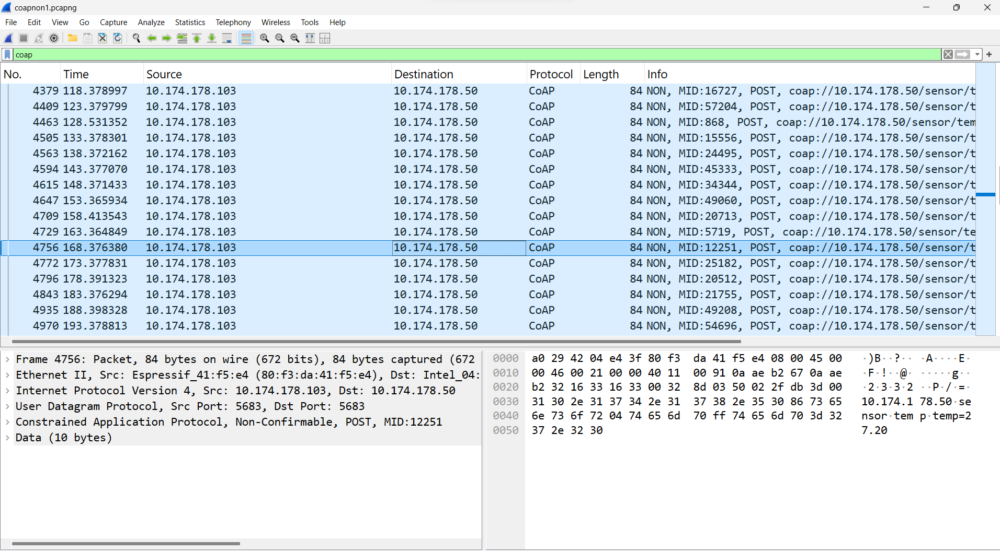 coapnon1.pcapng
File Edit View Go Capture Analyze Statistics Telephony Wireless Tools Help
coap
No. Time Source Destination Protocol Length Info
4379 118.378997 10.174.178.103 10.174.178.50 CoAP 84 NON, MID:16727, POST, coap://10.174.178.50/sensor/t
4409 123.379799 10.174.178.103 10.174.178.50 CoAP 84 NON, MID:57204, POST, coap://10.174.178.50/sensor/t
4463 128.531352 10.174.178.103 10.174.178.50 CoAP 84 NON, MID:868, POST, coap://10.174.178.50/sensor/tem
4505 133.378301 10.174.178.103 10.174.178.50 CoAP 84 NON, MID:15556, POST, coap://10.174.178.50/sensor/t
4563 138.372162 10.174.178.103 10.174.178.50 CoAP 84 NON, MID:24495, POST, coap://10.174.178.50/sensor/t
4594 143.377070 10.174.178.103 10.174.178.50 CoAP 84 NON, MID:45333, POST, coap://10.174.178.50/sensor/t
4615 148.371433 10.174.178.103 10.174.178.50 CoAP 84 NON, MID:34344, POST, coap://10.174.178.50/sensor/t
4647 153.365934 10.174.178.103 10.174.178.50 CoAP 84 NON, MID:49060, POST, coap://10.174.178.50/sensor/t
4709 158.413543 10.174.178.103 10.174.178.50 CoAP 84 NON, MID:20713, POST, coap://10.174.178.50/sensor/t
4729 163.364849 10.174.178.103 10.174.178.50 CoAP 84 NON, MID:5719, POST, coap://10.174.178.50/sensor/te
4756 168.376380 10.174.178.103 10.174.178.50 CoAP 84 NON, MID:12251, POST, coap://10.174.178.50/sensor/t
4772 173.377831 10.174.178.103 10.174.178.50 CoAP 84 NON, MID:25182, POST, coap://10.174.178.50/sensor/t
4796 178.391323 10.174.178.103 10.174.178.50 CoAP 84 NON, MID:20512, POST, coap://10.174.178.50/sensor/t
4843 183.376294 10.174.178.103 10.174.178.50 CoAP 84 NON, MID:21755, POST, coap://10.174.178.50/sensor/t
4935 188.398328 10.174.178.103 10.174.178.50 CoAP 84 NON, MID:49208, POST, coap://10.174.178.50/sensor/t
4970 193.378813 10.174.178.103 10.174.178.50 CoAP 84 NON, MID:54696, POST, coap://10.174.178.50/sensor/t
Frame 4756: Packet, 84 bytes on wire (672 bits), 84 bytes captured (672
Ethernet II, Src: Espressif_41:f5:e4 (80:f3:da:41:f5:e4), Dst: Intel_04:
Internet Protocol Version 4, Src: 10.174.178.103, Dst: 10.174.178.50
User Datagram Protocol, Src Port: 5683, Dst Port: 5683
Constrained Application Protocol, Non-Confirmable, POST, MID:12251
Data (10 bytes)
0000 a0 29 42 04 e4 3f 80 f3 da 41 f5 e4 08 00 45 00 ·)B··?·· ·A····E·
0010 00 46 00 21 00 00 40 11 00 91 0a ae b2 67 0a ae ·F·!··@· ·····g··
0020 b2 32 16 33 16 33 00 32 8d 03 50 02 2f db 3d 00 ·2·3·3·2 ··P·/·=·
0030 31 30 2e 31 37 34 2e 31 37 38 2e 35 30 86 73 65 10.174.1 78.50·se
0040 6e 73 6f 72 04 74 65 6d 70 ff 74 65 6d 70 3d 32 nsor·tem p·temp=2
0050 37 2e 32 30 7.20